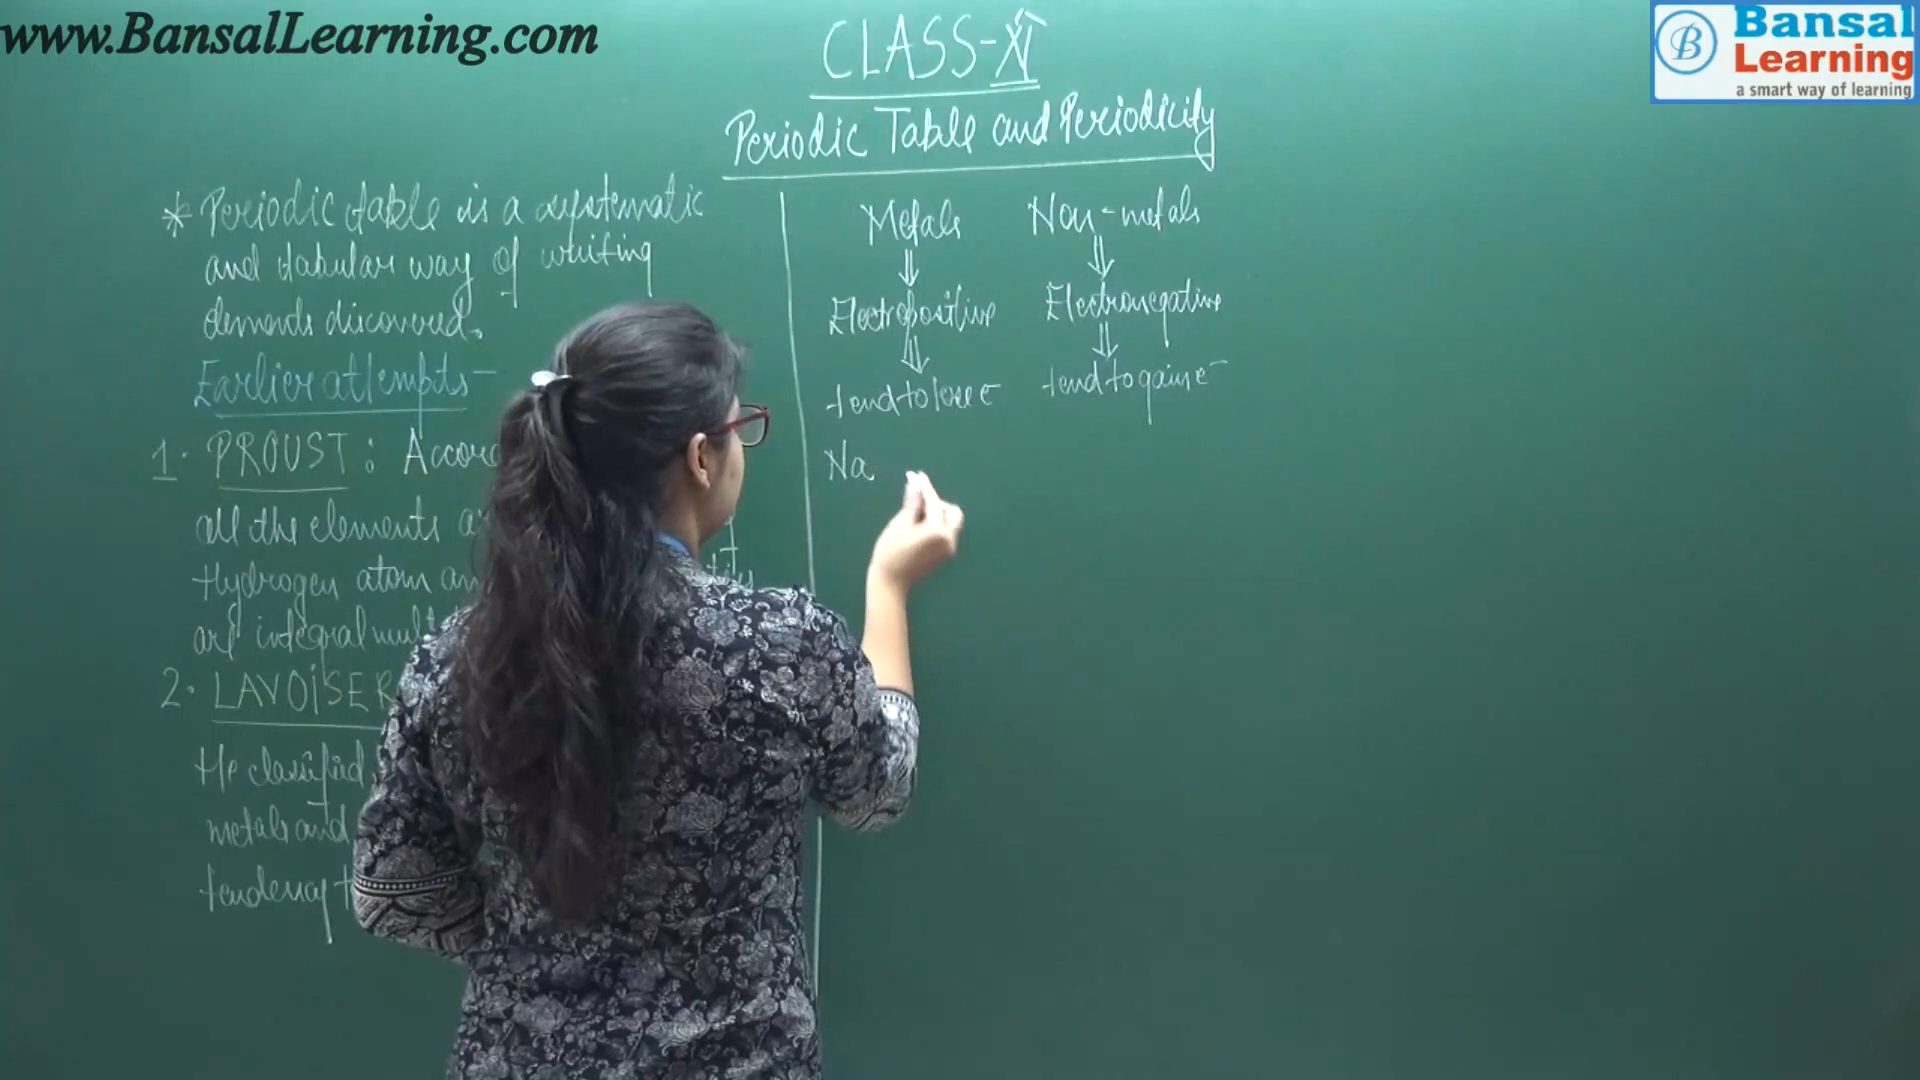 www.BansalLearning.com
Bansal
Learning
a smart way of learning
CLASS-XI
Periodic Table and Periodicity
* Periodic table is a systematic
and tabular way of writing
elements discovered.
Earlier attempts-
1. PROUST: Accor
all the elements a
Hydrogen atom an
are integral mult
2. LAVOISER
He classified
metals and
tendency t
Metals Non-metals
⇓ ⇓
Electropositive Electronegative
⇓ ⇓
tend to lose e⁻ tend to gain e⁻
Na